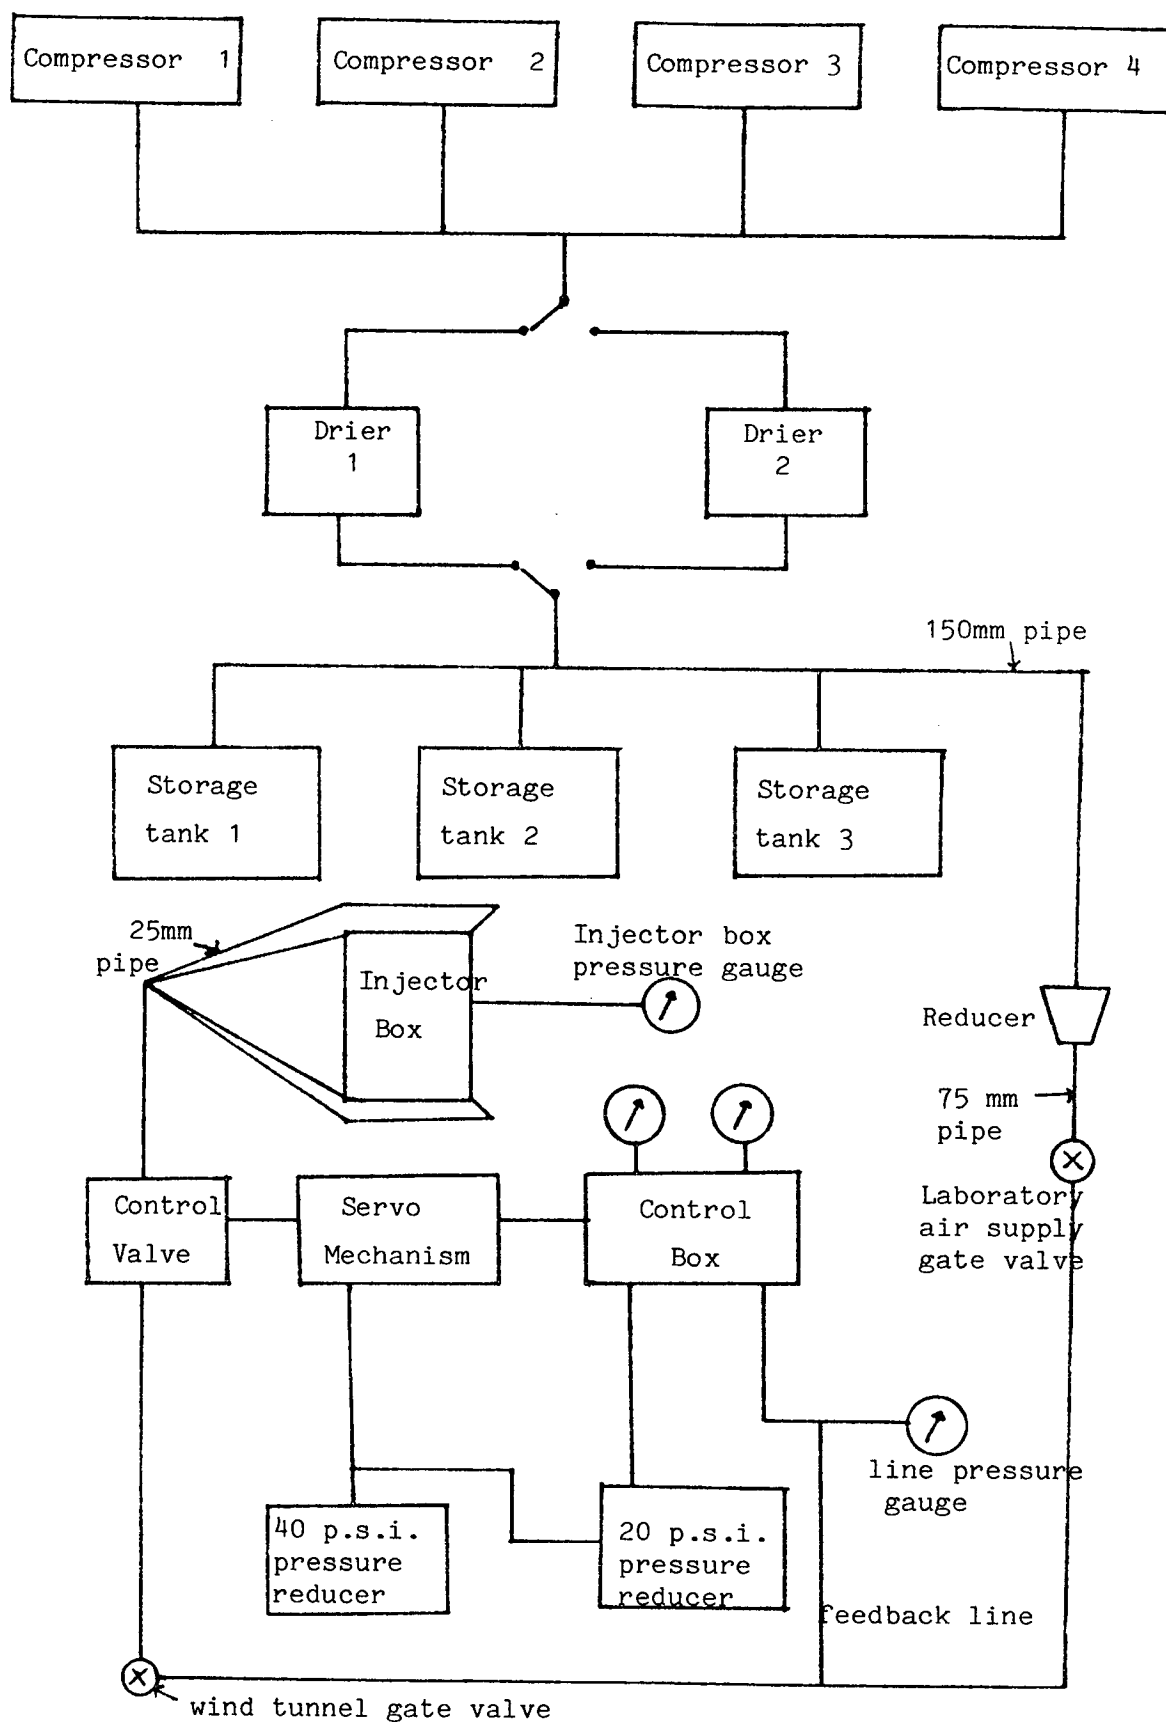 Compressor 1
Compressor 2
Compressor 3
Compressor 4
Drier
1
Drier
2
150mm pipe
Storage
tank 1
Storage
tank 2
Storage
tank 3
25mm
pipe
Injector
Box
Injector box
pressure gauge
Reducer
75 mm
pipe
Laboratory
air supply
gate valve
Control
Valve
Servo
Mechanism
Control
Box
line pressure
gauge
40 p.s.i.
pressure
reducer
20 p.s.i.
pressure
reducer
feedback line
wind tunnel gate valve